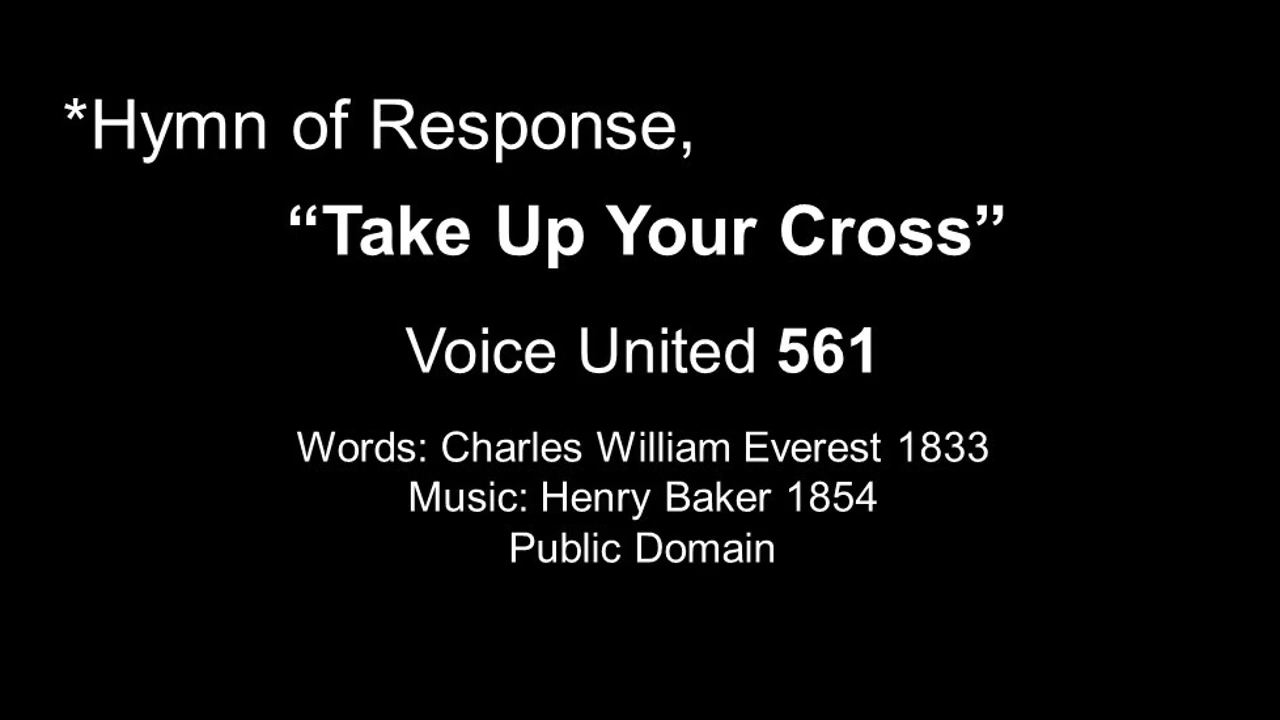 *Hymn of Response,
“Take Up Your Cross”
Voice United 561
Words: Charles William Everest 1833
Music: Henry Baker 1854
Public Domain